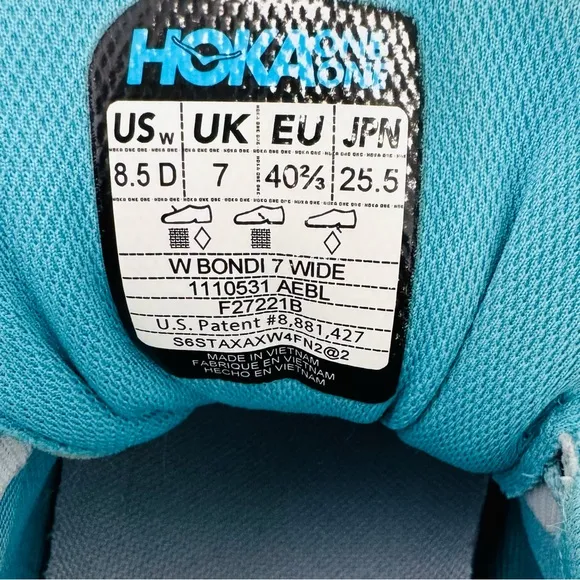 HOKA ONE ONE
US W UK EU JPN
8.5 D 7 40⅔ 25.5
W BONDI 7 WIDE
1110531 AEBL
F27221B
U.S. Patent #8,881,427
S6STAXAXW4FN2@2
MADE IN VIETNAM
FABRIQUE EN VIETNAM
HECHO EN VIETNAM